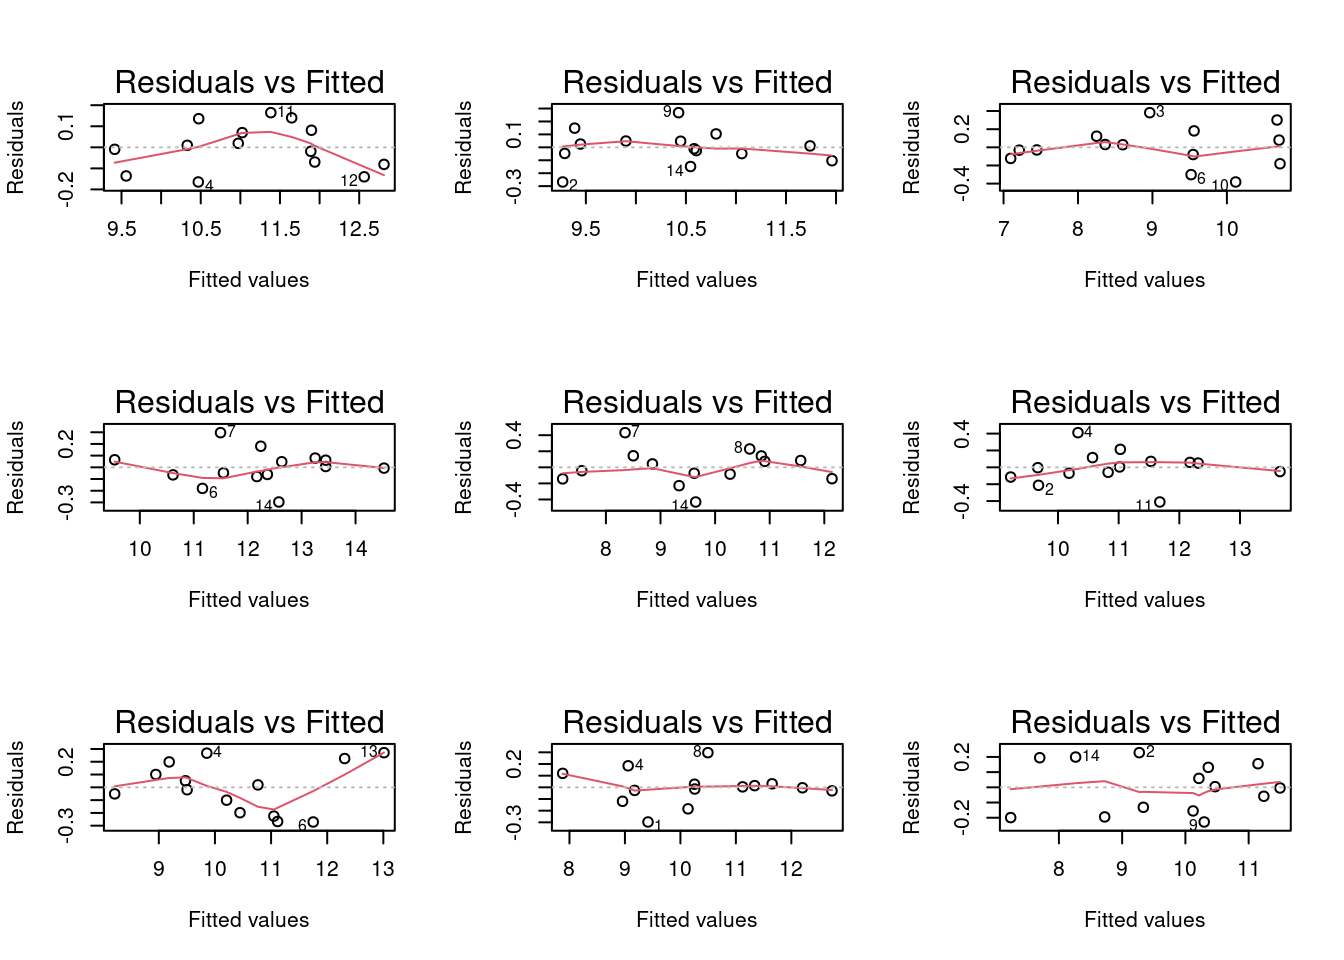 Residuals vs Fitted
Residuals
0.1
-0.2
11
4
12
9.5 10.5 11.5 12.5
Fitted values
Residuals vs Fitted
Residuals
0.1
-0.3
9
14
2
9.5 10.5 11.5
Fitted values
Residuals vs Fitted
Residuals
0.2
-0.4
3
6
10
7 8 9 10
Fitted values
Residuals vs Fitted
Residuals
0.2
-0.3
7
6
14
10 11 12 13 14
Fitted values
Residuals vs Fitted
Residuals
0.4
-0.4
7
8
14
8 9 10 11 12
Fitted values
Residuals vs Fitted
Residuals
0.4
-0.4
4
2
11
10 11 12 13
Fitted values
Residuals vs Fitted
Residuals
0.2
-0.3
4
13
6
9 10 11 12 13
Fitted values
Residuals vs Fitted
Residuals
0.2
-0.3
8
4
1
8 9 10 11 12
Fitted values
Residuals vs Fitted
Residuals
0.2
-0.2
14
2
9
8 9 10 11
Fitted values